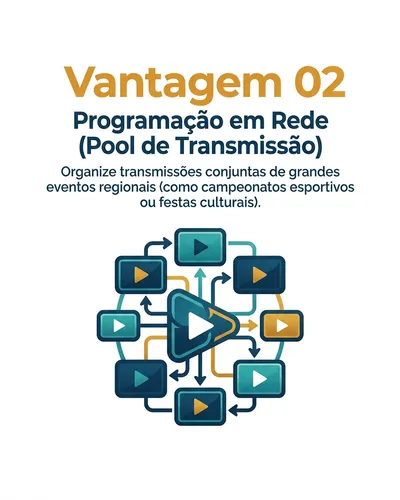 Vantagem 02
Programação em Rede
(Pool de Transmissão)
Organize transmissões conjuntas de grandes
eventos regionais (como campeonatos esportivos
ou festas culturais).